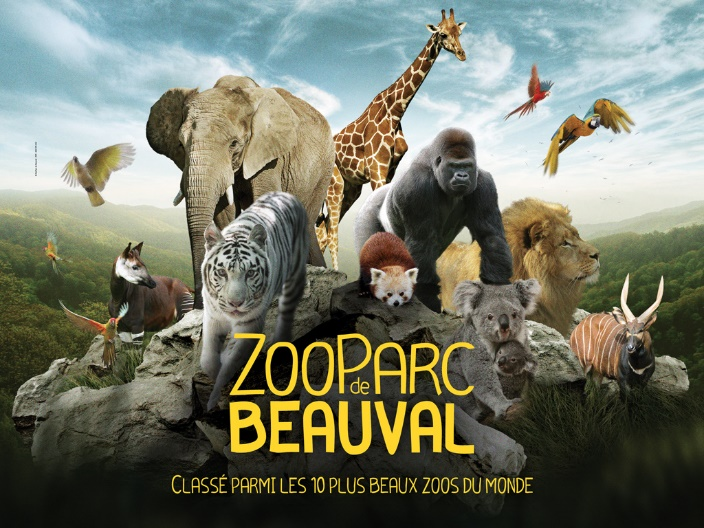 ZOOPARC
de
BEAUVAL
CLASSÉ PARMI LES 10 PLUS BEAUX ZOOS DU MONDE